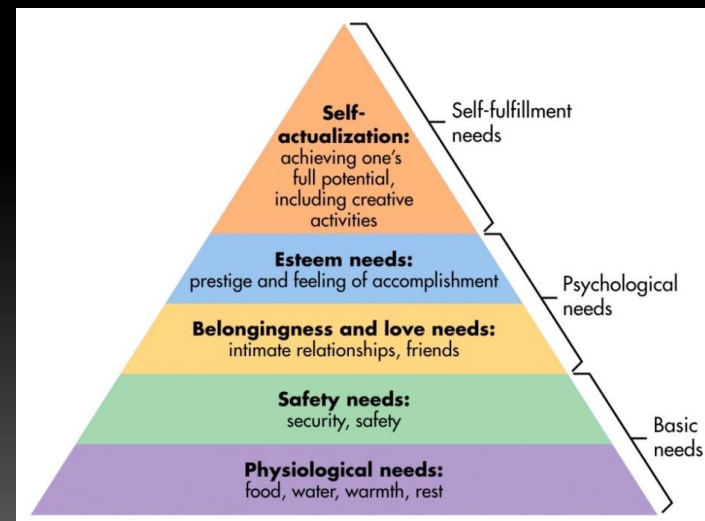 Self-
actualization:
achieving one's
full potential,
including creative
activities
Self-fulfillment
needs
Esteem needs:
prestige and feeling of accomplishment
Psychological
needs
Belongingness and love needs:
intimate relationships, friends
Safety needs:
security, safety
Basic
needs
Physiological needs:
food, water, warmth, rest